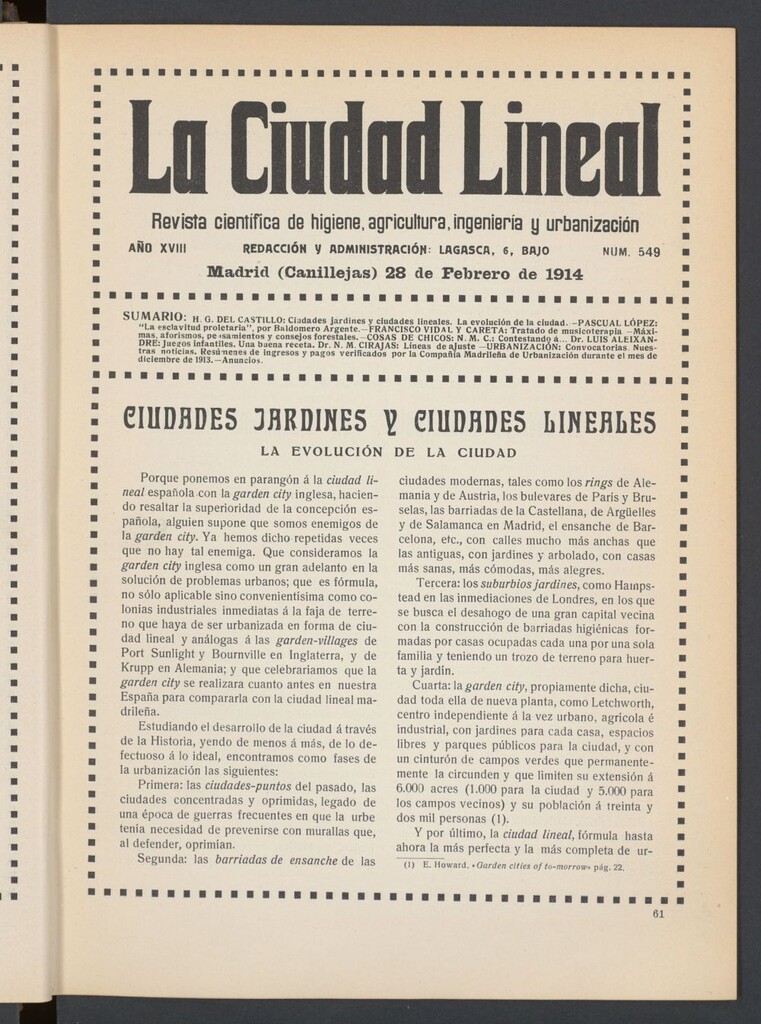 La Ciudad Lineal
Revista científica de higiene, agricultura, ingeniería y urbanización
AÑO XVIII REDACCIÓN Y ADMINISTRACIÓN: LAGASCA, 6, BAJO NUM. 549
Madrid (Canillejas) 28 de Febrero de 1914
SUMARIO: H. G. DEL CASTILLO: Ciudades jardines y ciudades lineales. La evolución de la ciudad. —PASCUAL LÓPEZ:
"La esclavitud proletaria", por Baldomero Argente.—FRANCISCO VIDAL Y CARETA: Tratado de musicoterapia —Máxi-
mas, aforismos, pensamientos y consejos forestales.—COSAS DE CHICOS: N. M. C.: Contestando á... Dr. LUIS ALEIXAN-
DRE: Juegos infantiles. Una buena receta. Dr. N. M. CIRAJAS: Líneas de ajuste —URBANIZACIÓN: Convocatorias Nues-
tras noticias. Resúmenes de ingresos y pagos verificados por la Compañía Madrileña de Urbanización durante el mes de
diciembre de 1913.—Anuncios.
CIUDADES JARDINES Y CIUDADES LINEALES
LA EVOLUCIÓN DE LA CIUDAD
Porque ponemos en parangón á la ciudad li-
neal española con la garden city inglesa, hacien-
do resaltar la superioridad de la concepción es-
pañola, alguien supone que somos enemigos de
la garden city. Ya hemos dicho repetidas veces
que no hay tal enemiga. Que consideramos la
garden city inglesa como un gran adelanto en la
solución de problemas urbanos; que es fórmula,
no sólo aplicable sino convenientísima como co-
lonias industriales inmediatas á la faja de terre-
no que haya de ser urbanizada en forma de ciu-
dad lineal y análogas á las garden-villages de
Port Sunlight y Bournville en Inglaterra, y de
Krupp en Alemania; y que celebraríamos que la
garden city se realizara cuanto antes en nuestra
España para compararla con la ciudad lineal ma-
drileña.
Estudiando el desarrollo de la ciudad á través
de la Historia, yendo de menos á más, de lo de-
fectuoso á lo ideal, encontramos como fases de
la urbanización las siguientes:
Primera: las ciudades-puntos del pasado, las
ciudades concentradas y oprimidas, legado de
una época de guerras frecuentes en que la urbe
tenía necesidad de prevenirse con murallas que,
al defender, oprimían.
Segunda: las barriadas de ensanche de las
ciudades modernas, tales como los rings de Ale-
mania y de Austria, los bulevares de París y Bru-
selas, las barriadas de la Castellana, de Argüelles
y de Salamanca en Madrid, el ensanche de Bar-
celona, etc., con calles mucho más anchas que
las antiguas, con jardines y arbolado, con casas
más sanas, más cómodas, más alegres.
Tercera: los suburbios jardines, como Hamps-
tead en las inmediaciones de Londres, en los que
se busca el desahogo de una gran capital vecina
con la construcción de barriadas higiénicas for-
madas por casas ocupadas cada una por una sola
familia y teniendo un trozo de terreno para huer-
ta y jardín.
Cuarta: la garden city, propiamente dicha, ciu-
dad toda ella de nueva planta, como Letchworth,
centro independiente á la vez urbano, agrícola é
industrial, con jardines para cada casa, espacios
libres y parques públicos para la ciudad, y con
un cinturón de campos verdes que permanente-
mente la circunden y que limiten su extensión á
6.000 acres (1.000 para la ciudad y 5.000 para
los campos vecinos) y su población á treinta y
dos mil personas (1).
Y por último, la ciudad lineal, fórmula hasta
ahora la más perfecta y la más completa de ur-
(1) E. Howard, «Garden cities of to-morrow» pág. 22.
61